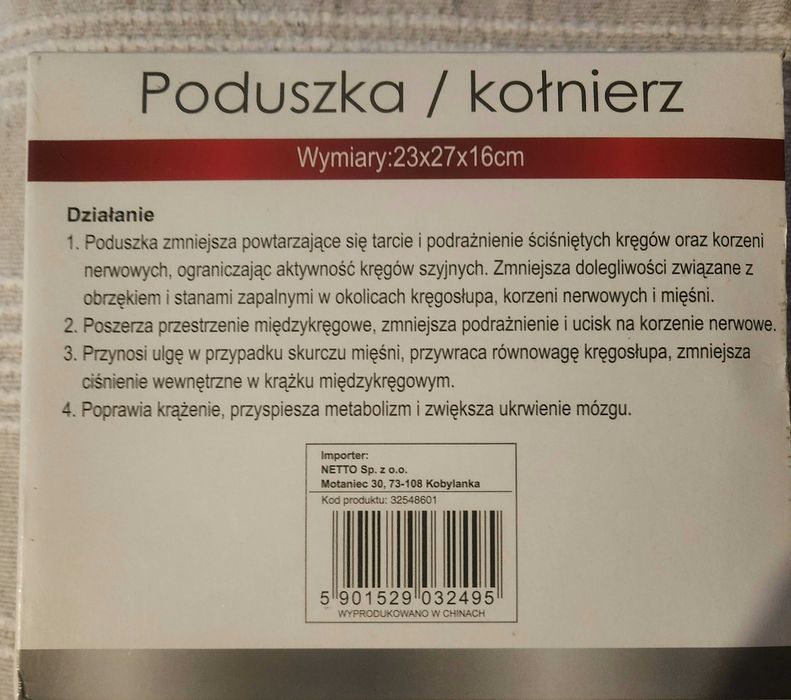 Poduszka / kołnierz
Wymiary:23x27x16cm
Działanie
1. Poduszka zmniejsza powtarzające się tarcie i podrażnienie ściśniętych kręgów oraz korzeni
nerwowych, ograniczając aktywność kręgów szyjnych. Zmniejsza dolegliwości związane z
obrzękiem i stanami zapalnymi w okolicach kręgosłupa, korzeni nerwowych i mięśni.
2. Poszerza przestrzenie międzykręgowe, zmniejsza podrażnienie i ucisk na korzenie nerwowe.
3. Przynosi ulgę w przypadku skurczu mięśni, przywraca równowagę kręgosłupa, zmniejsza
ciśnienie wewnętrzne w krążku międzykręgowym.
4. Poprawia krążenie, przyspiesza metabolizm i zwiększa ukrwienie mózgu.
Importer:
NETTO Sp. z o.o.
Motaniec 30, 73-108 Kobylanka
Kod produktu: 32548601
5 901529 032495
WYPRODUKOWANO W CHINACH